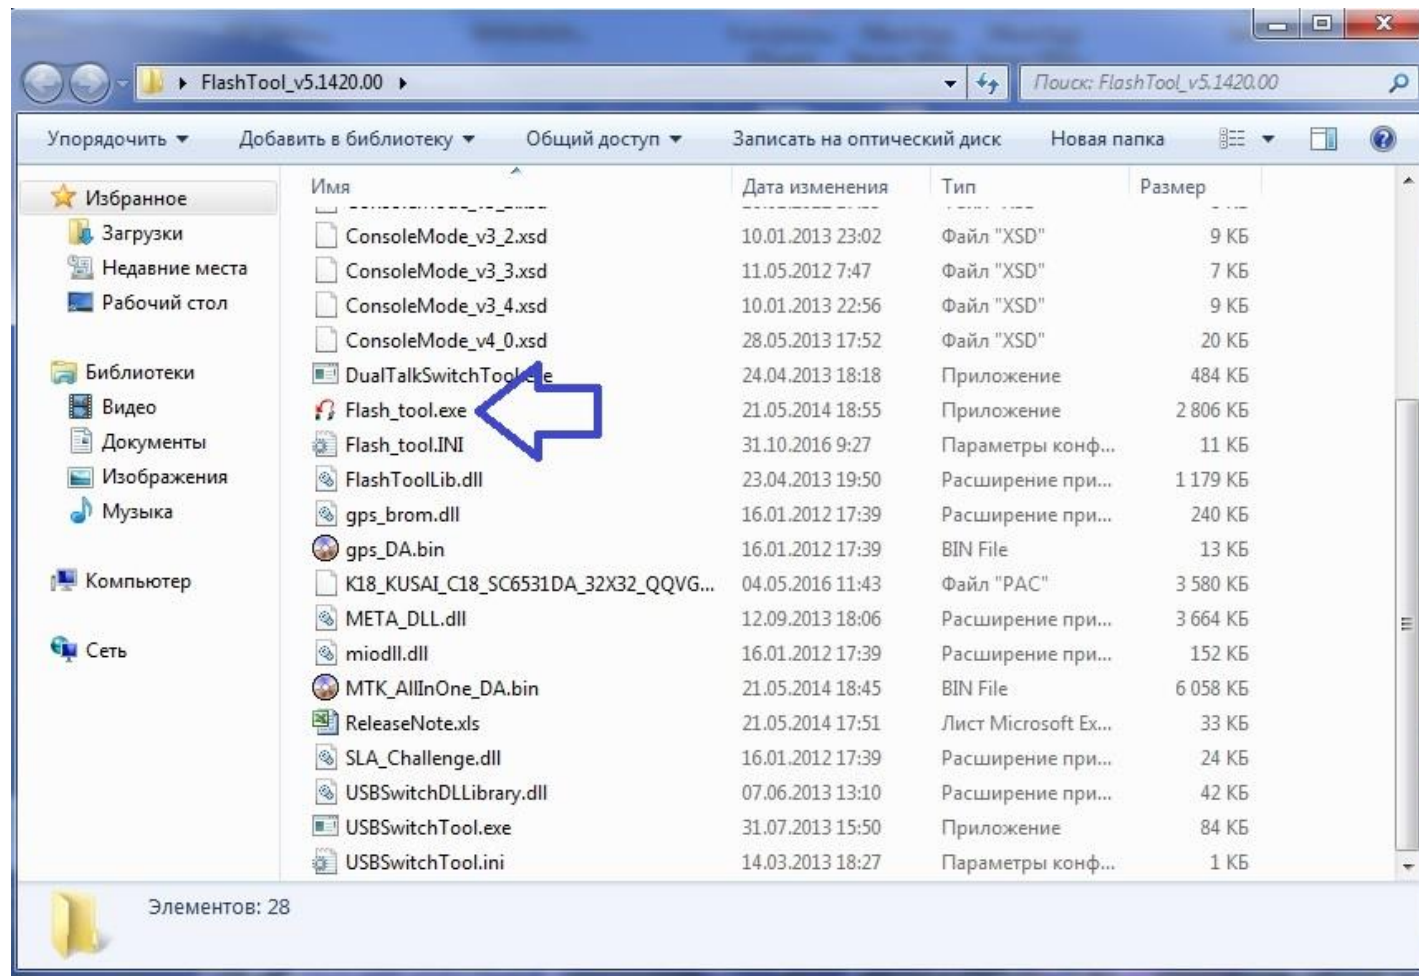 FlashTool_v5.1420.00
Поиск: FlashTool_v5.1420.00
Упорядочить Добавить в библиотеку Общий доступ Записать на оптический диск Новая папка
Имя Дата изменения Тип Размер
Избранное
Загрузки
Недавние места
Рабочий стол
Библиотеки
Видео
Документы
Изображения
Музыка
Компьютер
Сеть
ConsoleMode_v3_2.xsd 10.01.2013 23:02 Файл "XSD" 9 КБ
ConsoleMode_v3_3.xsd 11.05.2012 7:47 Файл "XSD" 7 КБ
ConsoleMode_v3_4.xsd 10.01.2013 22:56 Файл "XSD" 9 КБ
ConsoleMode_v4_0.xsd 28.05.2013 17:52 Файл "XSD" 20 КБ
DualTalkSwitchTool.exe 24.04.2013 18:18 Приложение 484 КБ
Flash_tool.exe 21.05.2014 18:55 Приложение 2 806 КБ
Flash_tool.INI 31.10.2016 9:27 Параметры конф... 11 КБ
FlashToolLib.dll 23.04.2013 19:50 Расширение при... 1 179 КБ
gps_brom.dll 16.01.2012 17:39 Расширение при... 240 КБ
gps_DA.bin 16.01.2012 17:39 BIN File 13 КБ
K18_KUSAI_C18_SC6531DA_32X32_QQVG... 04.05.2016 11:43 Файл "PAC" 3 580 КБ
META_DLL.dll 12.09.2013 18:06 Расширение при... 3 664 КБ
miodll.dll 16.01.2012 17:39 Расширение при... 152 КБ
MTK_AllInOne_DA.bin 21.05.2014 18:45 BIN File 6 058 КБ
ReleaseNote.xls 21.05.2014 17:51 Лист Microsoft Ex... 33 КБ
SLA_Challenge.dll 16.01.2012 17:39 Расширение при... 24 КБ
USBSwitchDLLibrary.dll 07.06.2013 13:10 Расширение при... 42 КБ
USBSwitchTool.exe 31.07.2013 15:50 Приложение 84 КБ
USBSwitchTool.ini 14.03.2013 18:27 Параметры конф... 1 КБ
Элементов: 28